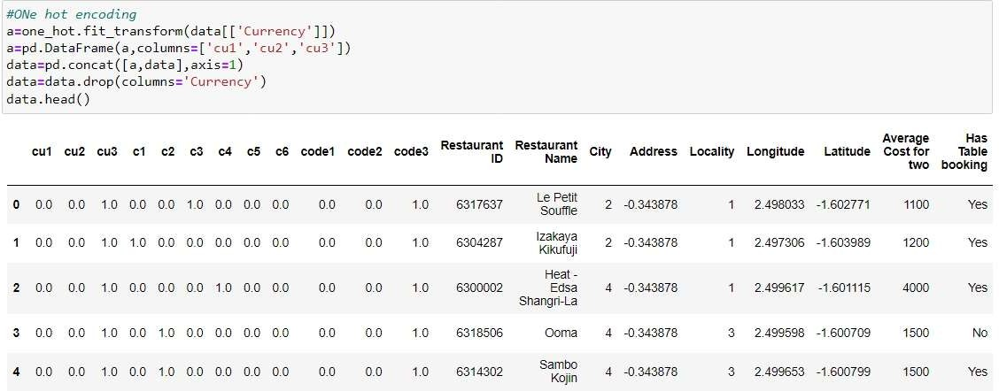 #ONe hot encoding
a=one_hot.fit_transform(data[['Currency']])
a=pd.DataFrame(a,columns=['cu1','cu2','cu3'])
data=pd.concat([a,data],axis=1)
data=data.drop(columns='Currency')
data.head()
cu1 cu2 cu3 c1 c2 c3 c4 c5 c6 code1 code2 code3 Restaurant ID Restaurant Name City Address Locality Longitude Latitude Average Cost for two Has Table booking
0 0.0 0.0 1.0 0.0 0.0 1.0 0.0 0.0 0.0 0.0 0.0 1.0 6317637 Le Petit Souffle 2 -0.343878 1 2.498033 -1.602771 1100 Yes
1 0.0 0.0 1.0 1.0 0.0 0.0 0.0 0.0 0.0 0.0 0.0 1.0 6304287 Izakaya Kikufuji 2 -0.343878 1 2.497306 -1.603989 1200 Yes
2 0.0 0.0 1.0 0.0 0.0 0.0 1.0 0.0 0.0 0.0 0.0 1.0 6300002 Heat - Edsa Shangri-La 4 -0.343878 1 2.499617 -1.601115 4000 Yes
3 0.0 0.0 1.0 0.0 1.0 0.0 0.0 0.0 0.0 0.0 0.0 1.0 6318506 Ooma 4 -0.343878 3 2.499598 -1.600709 1500 No
4 0.0 0.0 1.0 0.0 1.0 0.0 0.0 0.0 0.0 0.0 0.0 1.0 6314302 Sambo Kojin 4 -0.343878 3 2.499653 -1.600799 1500 Yes